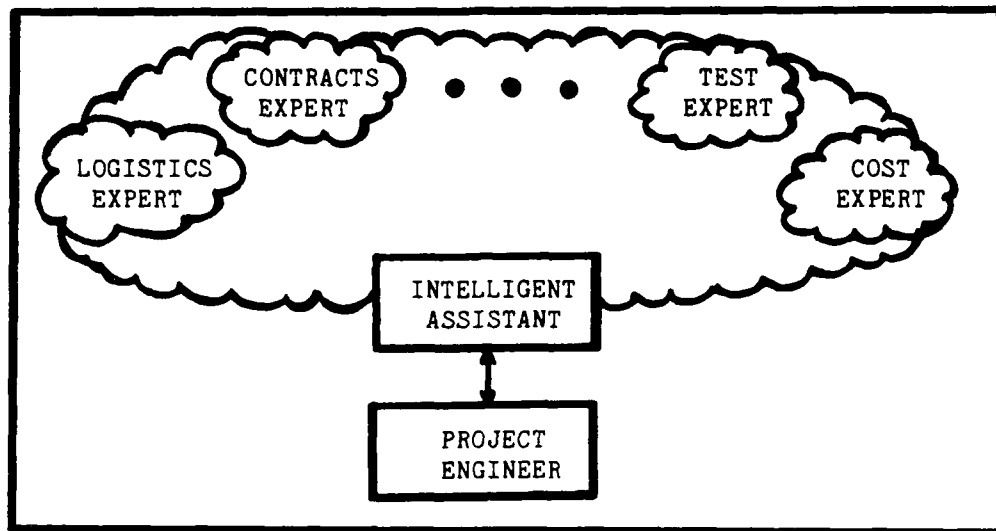 CONTRACTS
EXPERT
TEST
EXPERT
LOGISTICS
EXPERT
COST
EXPERT
INTELLIGENT
ASSISTANT
PROJECT
ENGINEER